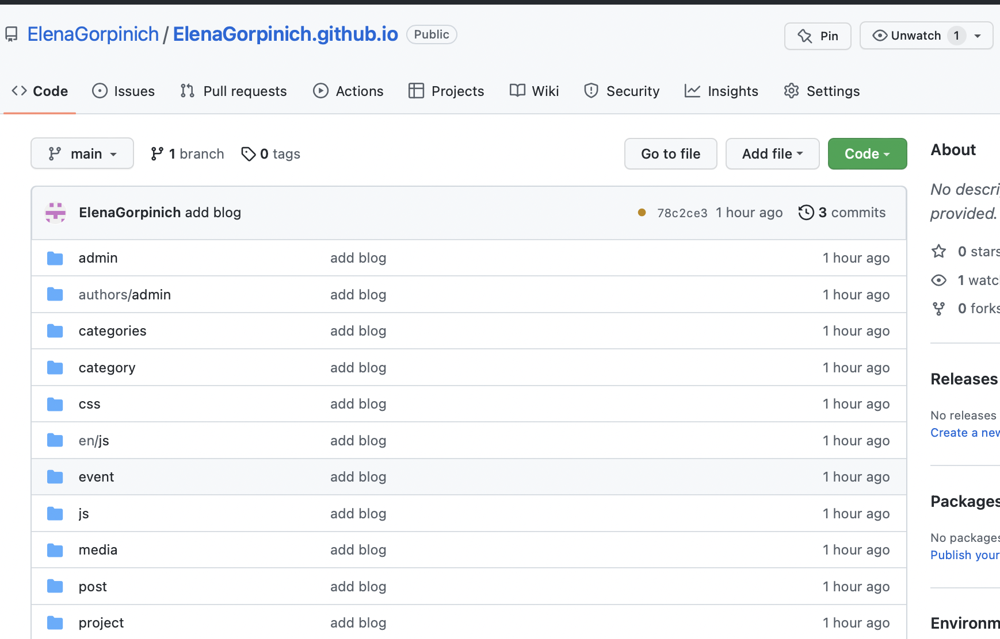 ElenaGorpinich / ElenaGorpinich.github.io Public
Pin
Unwatch 1
Code Issues Pull requests Actions Projects Wiki Security Insights Settings
main 1 branch 0 tags Go to file Add file Code
ElenaGorpinich add blog 78c2ce3 1 hour ago 3 commits
admin add blog 1 hour ago
authors/admin add blog 1 hour ago
categories add blog 1 hour ago
category add blog 1 hour ago
css add blog 1 hour ago
en/js add blog 1 hour ago
event add blog 1 hour ago
js add blog 1 hour ago
media add blog 1 hour ago
post add blog 1 hour ago
project add blog 1 hour ago
About
No descri
provided.
0 stars
1 watc
0 forks
Releases
No releases
Create a new
Packages
No packages
Publish your
Environm